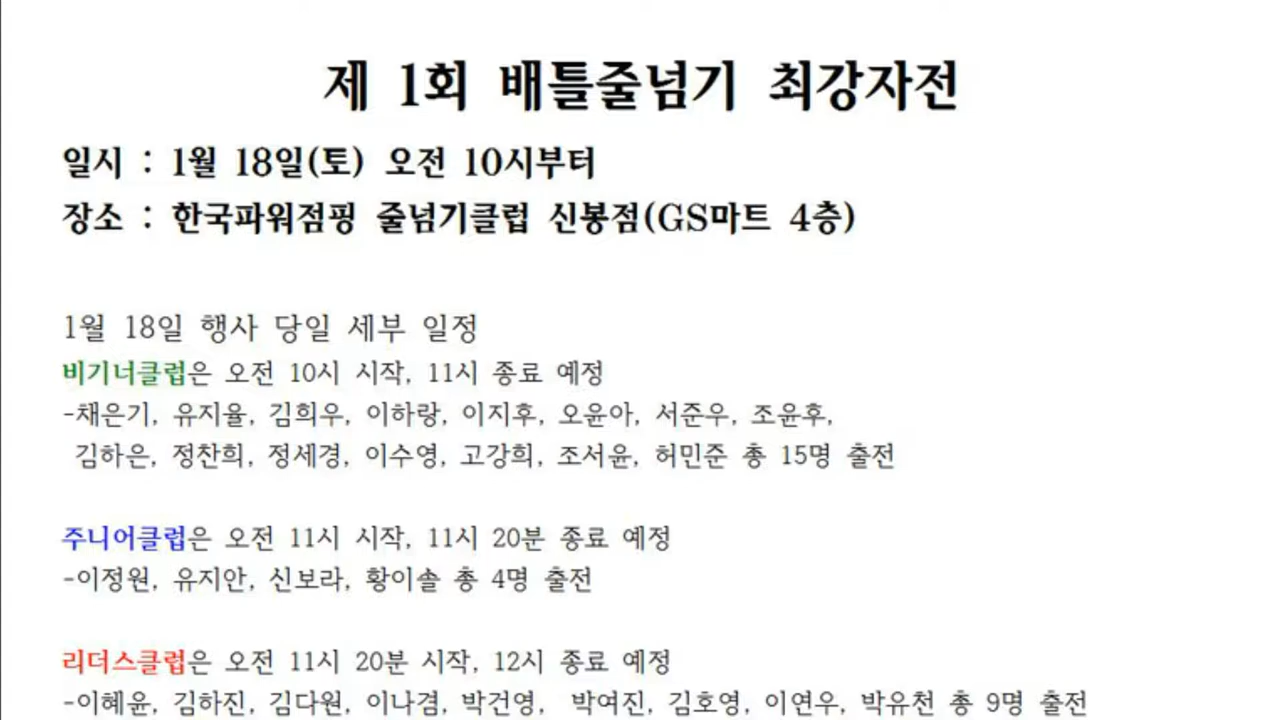 제 1회 배틀줄넘기 최강자전
일시 : 1월 18일(토) 오전 10시부터
장소 : 한국파워점핑 줄넘기클럽 신봉점(GS마트 4층)
1월 18일 행사 당일 세부 일정
비기너클럽은 오전 10시 시작, 11시 종료 예정
-채은기, 유지율, 김희우, 이하랑, 이지후, 오윤아, 서준우, 조윤후,
김하은, 정찬희, 정세경, 이수영, 고강희, 조서윤, 허민준 총 15명 출전
주니어클럽은 오전 11시 시작, 11시 20분 종료 예정
-이정원, 유지안, 신보라, 황이솔 총 4명 출전
리더스클럽은 오전 11시 20분 시작, 12시 종료 예정
-이혜윤, 김하진, 김다원, 이나겸, 박건영, 박여진, 김호영, 이연우, 박유천 총 9명 출전